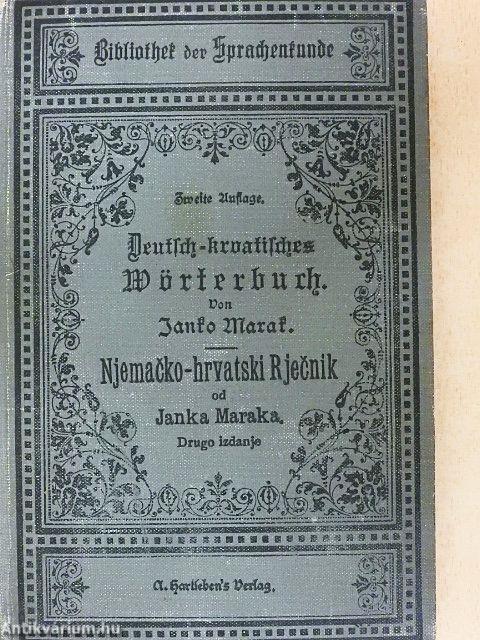 Bibliothek der Sprachenkunde
Zweite Auflage.
Deutsch-kroatisches
Wörterbuch.
Von
Janko Marak.
Njemačko-hrvatski Rječnik
od
Janka Maraka.
Drugo izdanje
A. Hartleben's Verlag.
Antikvarium.hu